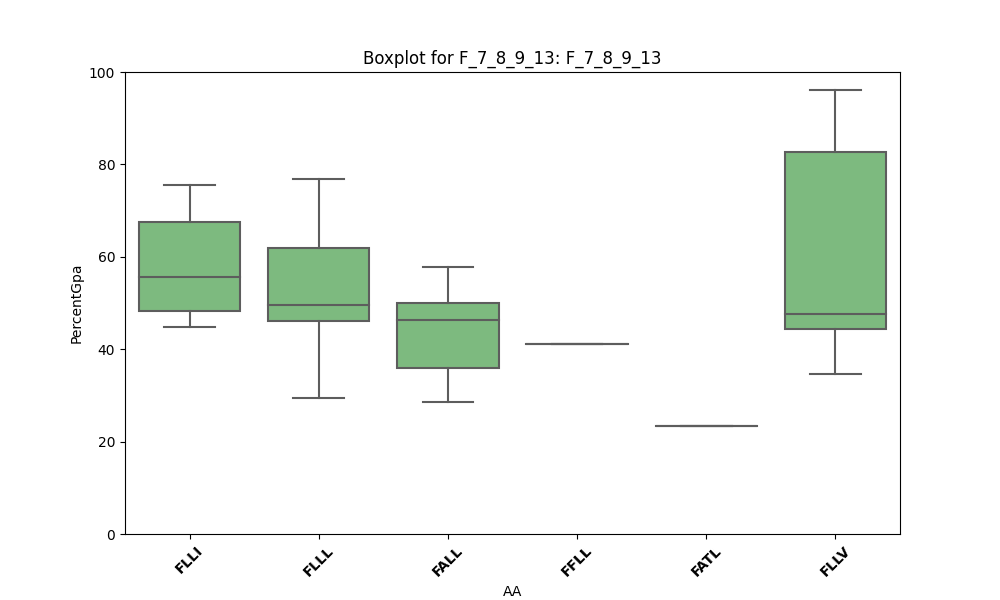 Boxplot for F_7_8_9_13: F_7_8_9_13
100
80
60
40
20
0
PercentGpa
FLLI
FLLL
FALL
FFLL
FATL
FLLV
AA